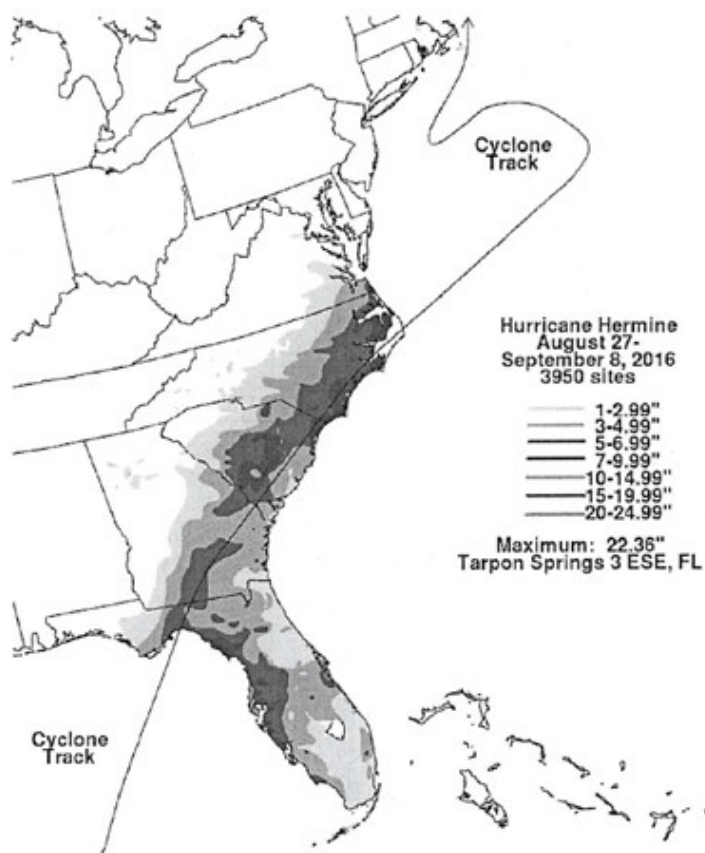 Cyclone
Track
Hurricane Hermine
August 27-
September 8, 2016
3950 sites
1-2.99"
3-4.99"
5-6.99"
7-9.99"
10-14.99"
15-19.99"
20-24.99"
Maximum: 22.36"
Tarpon Springs 3 ESE, FL
Cyclone
Track